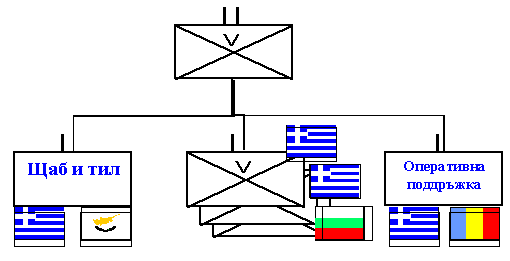 V
Щаб и тил
V
Оперативна
поддръжка